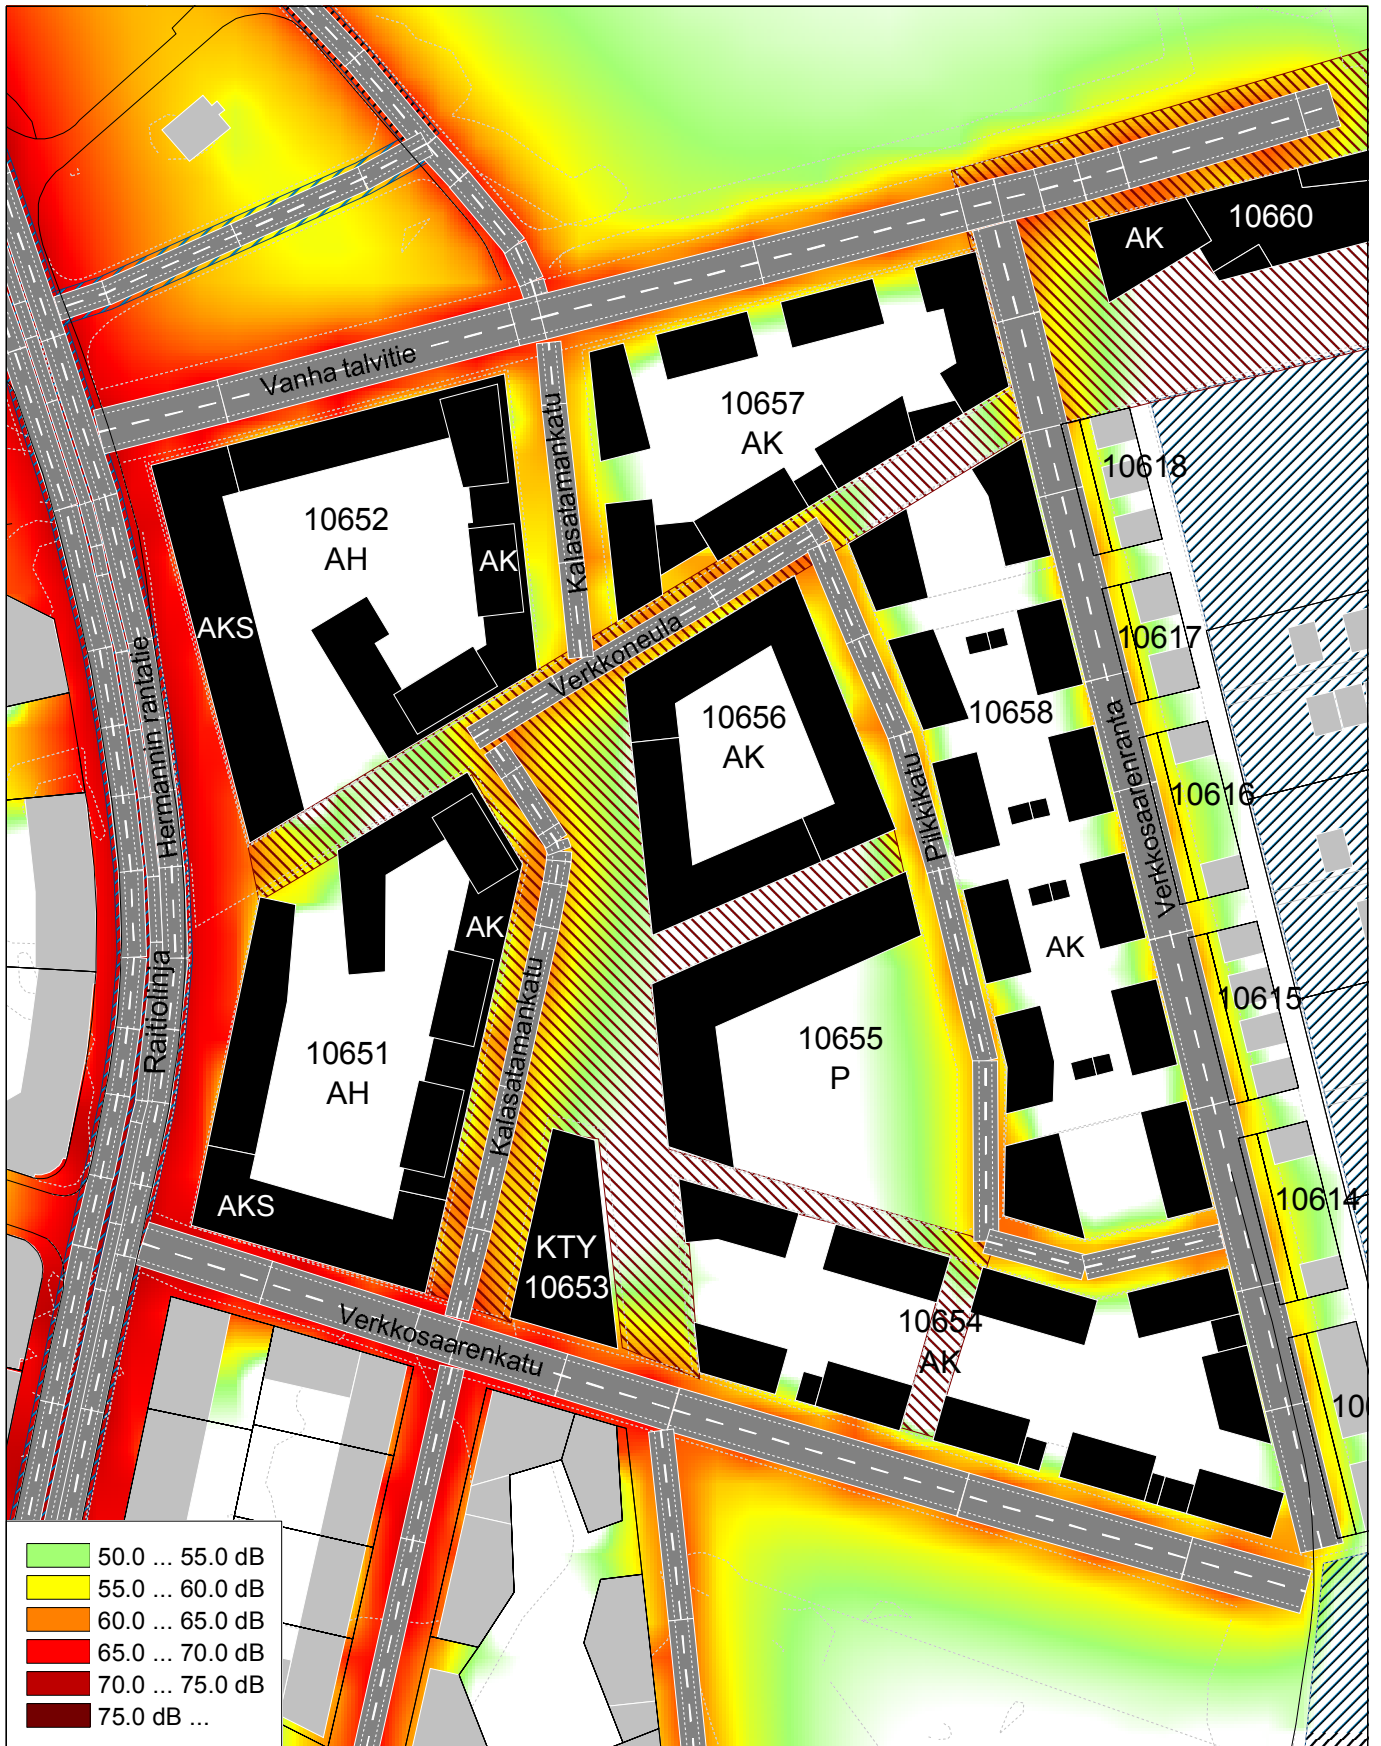 10660
AK
Vanha talvitie
10657
AK
Kalasatamankatu
10618
10652
AH
AK
AKS
10617
Verkkoneula
Hermannin rantatie
10656
AK
10658
Verkkosaarenranta
10616
Pilkkikatu
AK
AK
Raitiolinja
10651
AH
Kalasatamankatu
10655
P
10615
AKS
KTY
10653
10614
Verkkosaarenkatu
10654
AK
50.0 ... 55.0 dB
55.0 ... 60.0 dB
60.0 ... 65.0 dB
65.0 ... 70.0 dB
70.0 ... 75.0 dB
75.0 dB ...